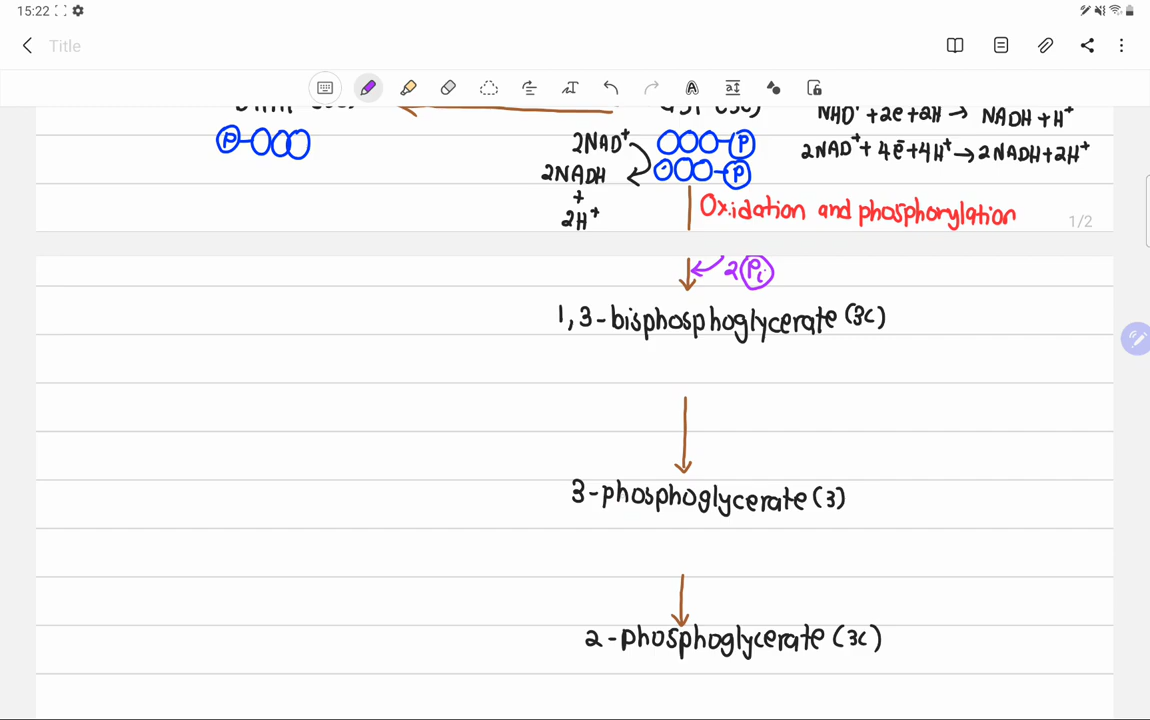 15:22
Title
NAD⁺ +2e̅ +2H → NADH + H⁺
P
2NAD⁺ P
2NAD⁺ + 4e̅ + 4H⁺ → 2NADH + 2H⁺
2NADH P
+
2H⁺
Oxidation and phosphorylation
1/2
2 Pi
1,3-bisphosphoglycerate (3C)
3-phosphoglycerate (3)
2-phosphoglycerate (3C)